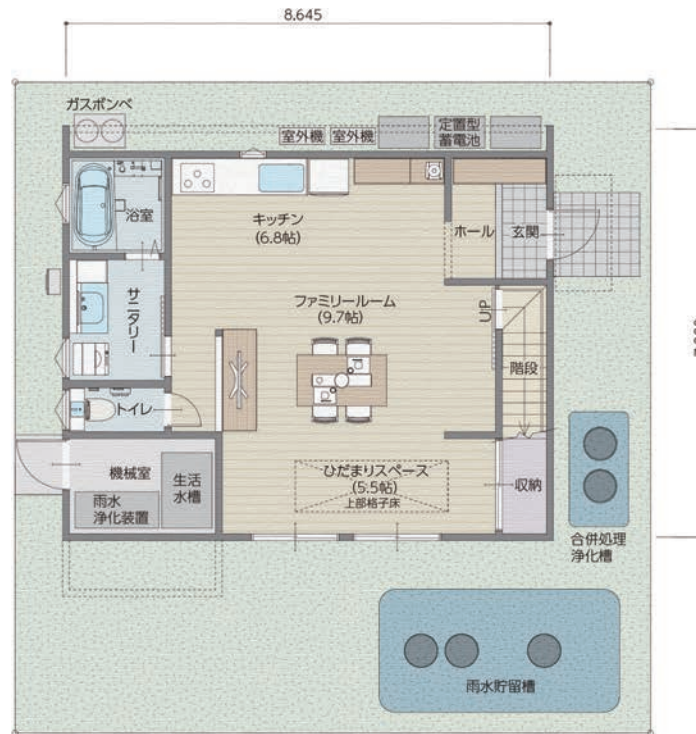 8,645
ガスボンベ
室外機
室外機
定置型
蓄電池
浴室
キッチン
(6.8帖)
ホール
玄関
サニタリー
ファミリールーム
(9.7帖)
UP
階段
トイレ
機械室
生活
水槽
雨水
浄化装置
ひだまりスペース
(5.5帖)
上部格子床
収納
合併処理
浄化槽
雨水貯留槽